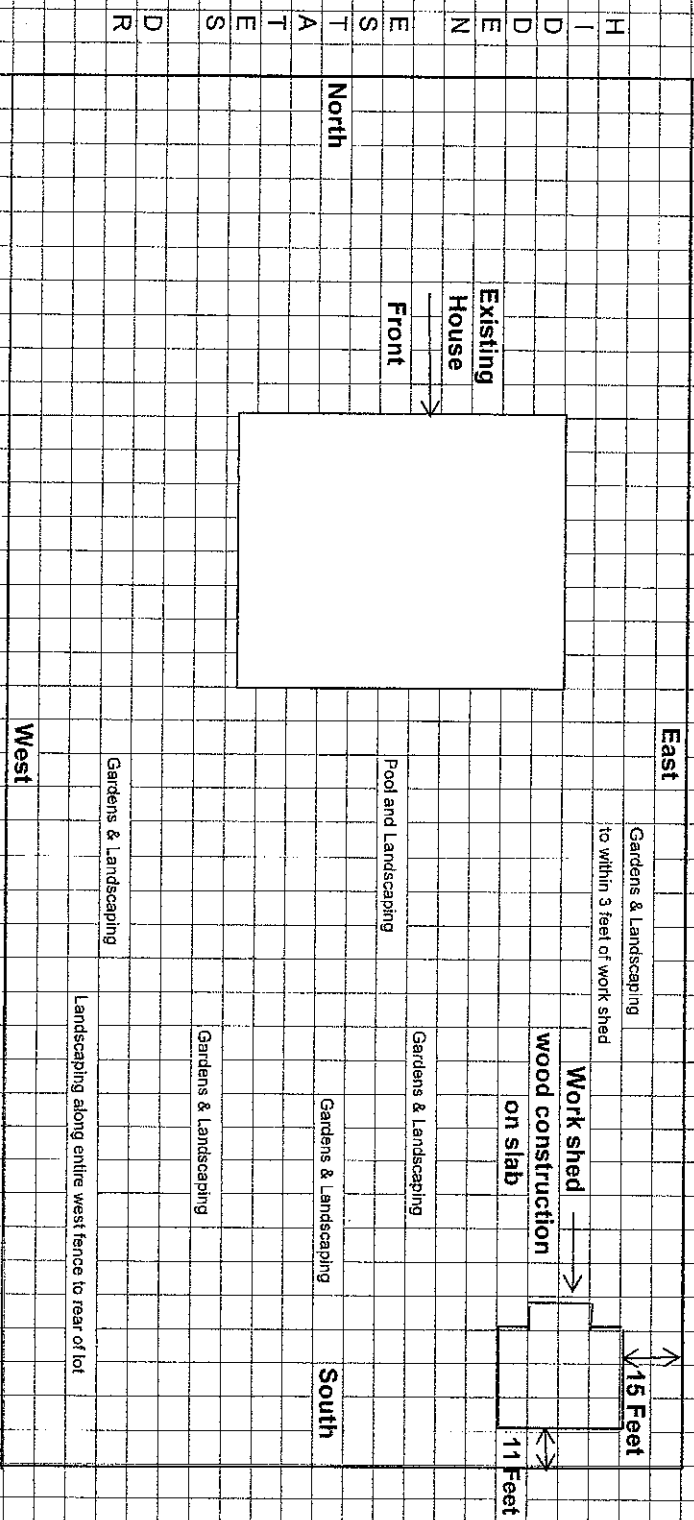 HIDDEN ESTATES DR
North
Existing
House
Front
East
Gardens & Landscaping
to within 3 feet of work shed
Work shed
wood construction
on slab
15 Feet
11 Feet
Pool and Landscaping
Gardens & Landscaping
Gardens & Landscaping
Gardens & Landscaping
Gardens & Landscaping
Landscaping along entire west fence to rear of lot
South
West